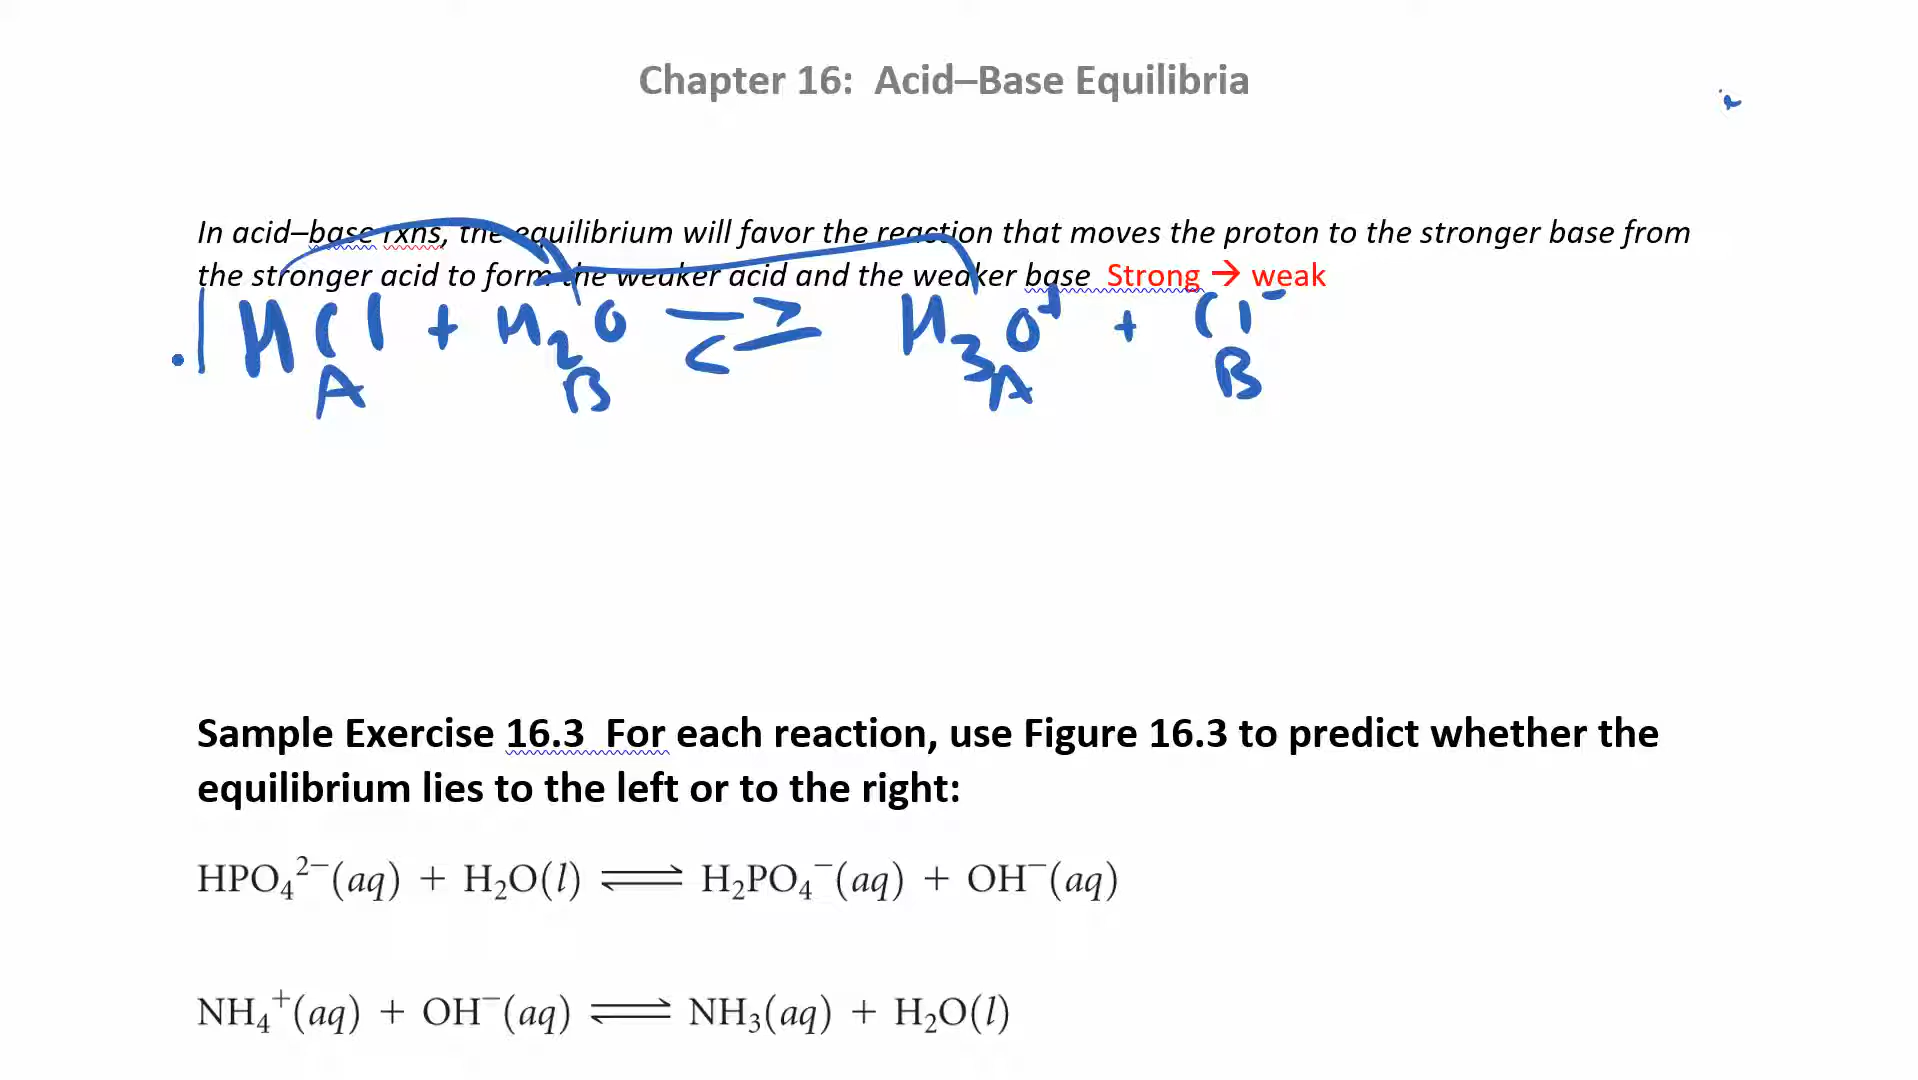 Chapter 16:  Acid–Base Equilibria
In acid–base rxns, the equilibrium will favor the reaction that moves the proton to the stronger base from
the stronger acid to form the weaker acid and the weaker base  Strong → weak
HCl + H₂O ⇌ H₃O⁺ + Cl⁻
A B A B
Sample Exercise 16.3  For each reaction, use Figure 16.3 to predict whether the
equilibrium lies to the left or to the right:
HPO₄²⁻(aq) + H₂O(l) ⇌ H₂PO₄⁻(aq) + OH⁻(aq)
NH₄⁺(aq) + OH⁻(aq) ⇌ NH₃(aq) + H₂O(l)